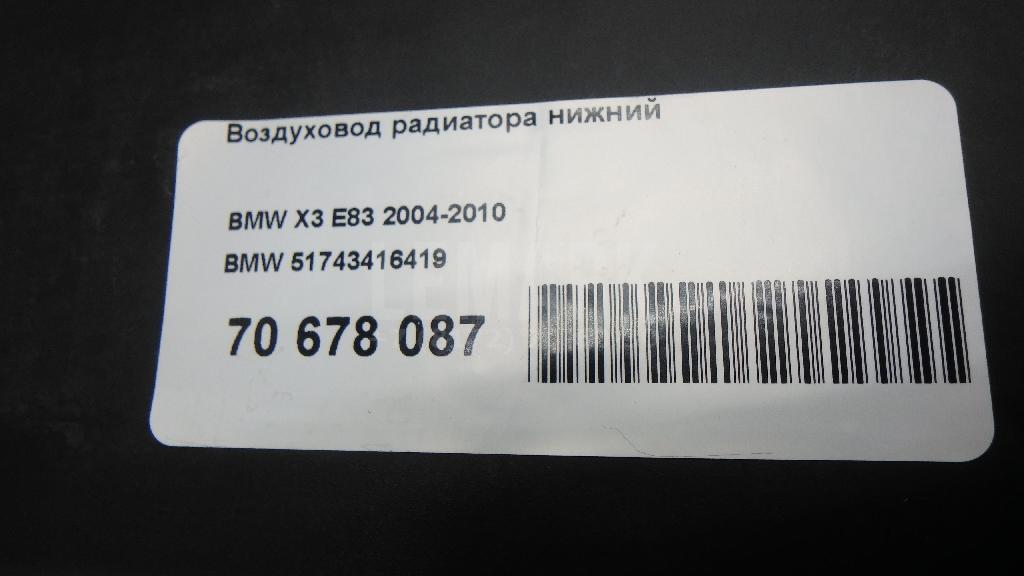 Воздуховод радиатора нижний
BMW X3 E83 2004-2010
BMW 51743416419
70 678 087